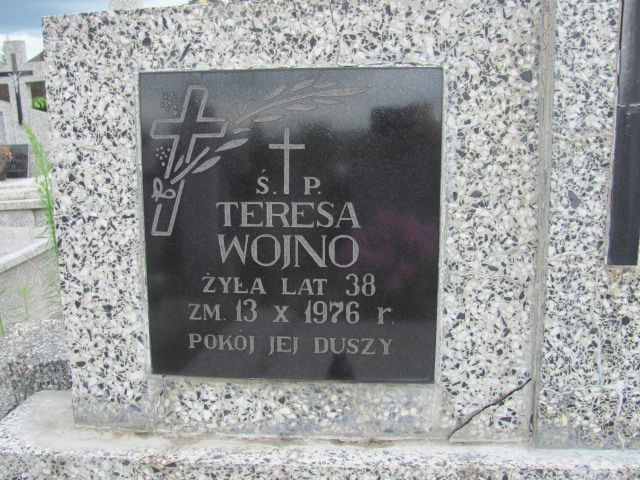 Ś. P.
TERESA
WOJNO
ŻYŁA LAT 38
ZM. 13 X 1976 r.
POKÓJ JEJ DUSZY